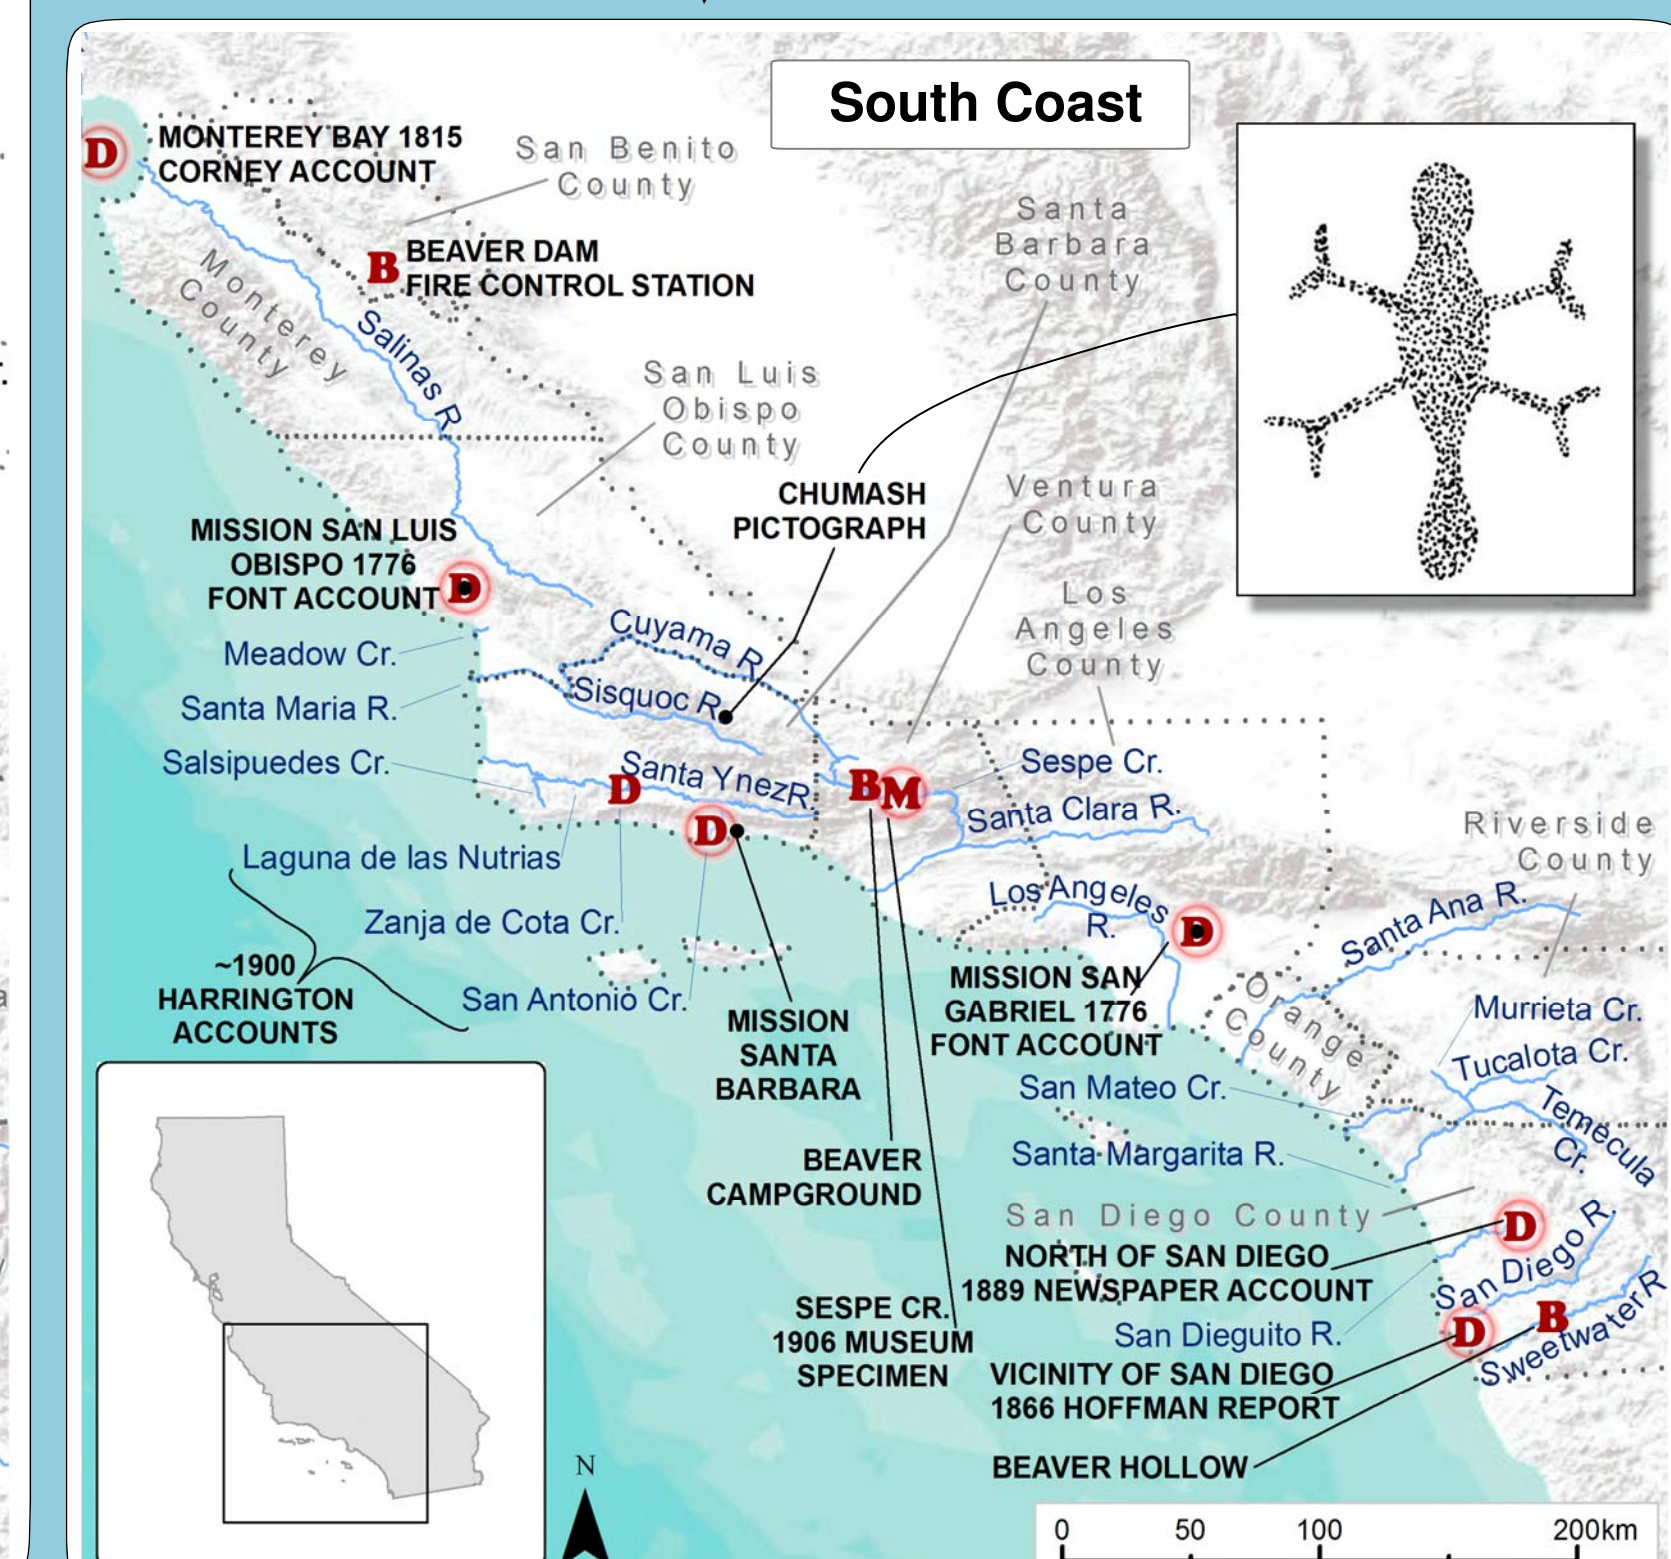 South Coast
D
MONTEREY BAY 1815
CORNEY ACCOUNT
San Benito
County
Santa
Barbara
County
B
BEAVER DAM
FIRE CONTROL STATION
Monterey
County
Salinas R.
San Luis
Obispo
County
CHUMASH
PICTOGRAPH
Ventura
County
MISSION SAN LUIS
OBISPO 1776
FONT ACCOUNT
D
Los
Angeles
County
Cuyama R.
Meadow Cr.
Sisquoc R.
Santa Maria R.
Salsipuedes Cr.
Santa Ynez R.
D
B
M
Sespe Cr.
Santa Clara R.
D
Riverside
County
Laguna de las Nutrias
Los Angeles
R.
D
Santa Ana R.
Zanja de Cota Cr.
~1900
HARRINGTON
ACCOUNTS
San Antonio Cr.
MISSION
SANTA
BARBARA
MISSION SAN
GABRIEL 1776
FONT ACCOUNT
Orange
County
Murrieta Cr.
Tucalota Cr.
San Mateo Cr.
Temecula
Cr.
BEAVER
CAMPGROUND
Santa Margarita R.
San Diego County
D
NORTH OF SAN DIEGO
1889 NEWSPAPER ACCOUNT
San Diego R.
SESPE CR.
1906 MUSEUM
SPECIMEN
San Dieguito R.
D
B
Sweetwater R
VICINITY OF SAN DIEGO
1866 HOFFMAN REPORT
BEAVER HOLLOW
N
0 50 100 200km